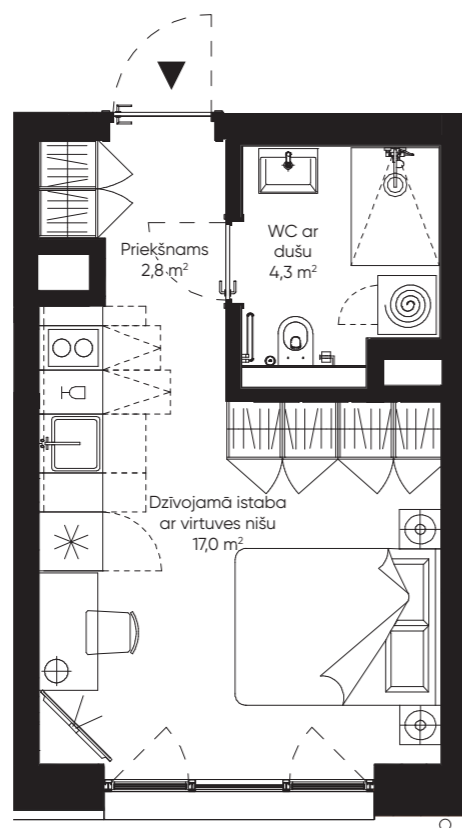 Priekšnams
2,8 m²
WC ar
dušu
4,3 m²
Dzīvojamā istaba
ar virtuves nišu
17,0 m²